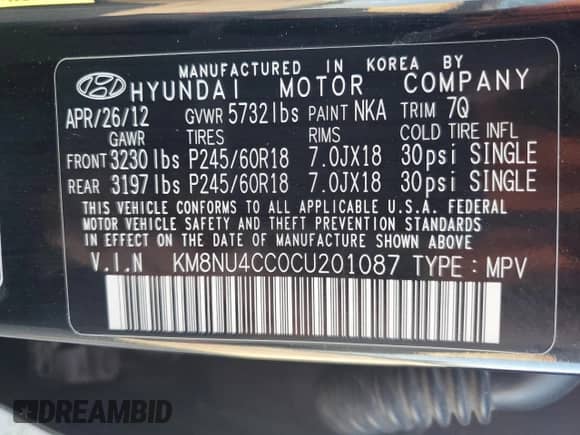 MANUFACTURED IN KOREA BY
HYUNDAI MOTOR COMPANY
APR/26/12 GVWR 5732lbs PAINT NKA TRIM 7Q
GAWR TIRES RIMS COLD TIRE INFL
FRONT 3230lbs P245/60R18 7.0JX18 30psi SINGLE
REAR 3197lbs P245/60R18 7.0JX18 30psi SINGLE
THIS VEHICLE CONFORMS TO ALL APPLICABLE U.S.A. FEDERAL
MOTOR VEHICLE SAFETY AND THEFT PREVENTION STANDARDS
IN EFFECT ON THE DATE OF MANUFACTURE SHOWN ABOVE.
V.I.N KM8NU4CC0CU201087 TYPE : MPV
DREAMBID